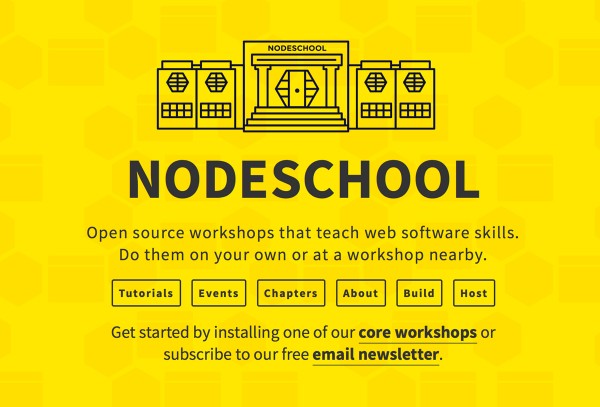 NODESCHOOL
NODESCHOOL
Open source workshops that teach web software skills.
Do them on your own or at a workshop nearby.
Tutorials Events Chapters About Build Host
Get started by installing one of our core workshops or
subscribe to our free email newsletter.